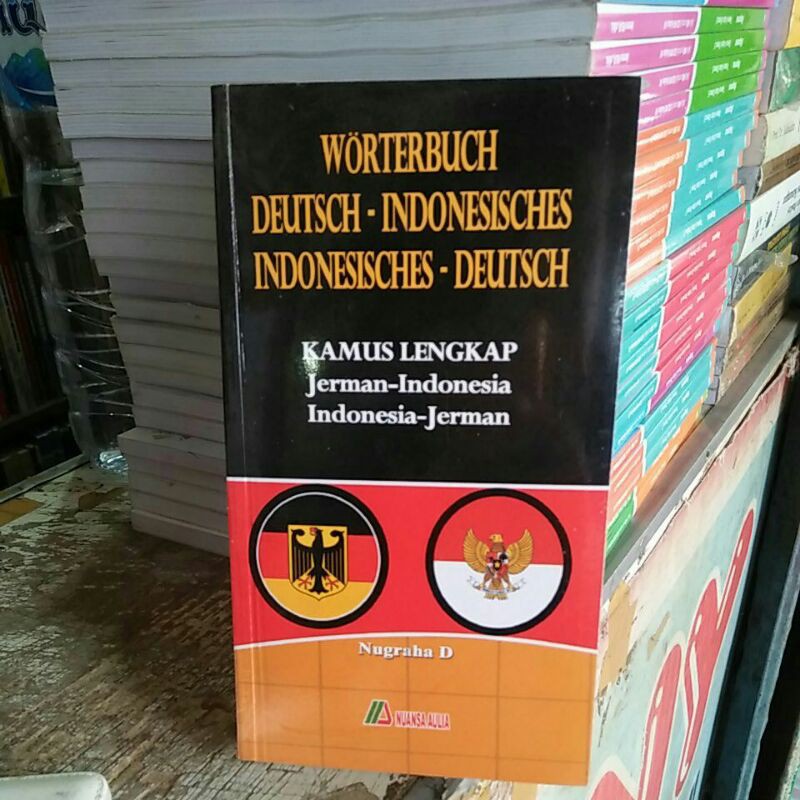 WÖRTERBUCH
DEUTSCH - INDONESISCHES
INDONESISCHES - DEUTSCH
KAMUS LENGKAP
Jerman-Indonesia
Indonesia-Jerman
Nugraha D
NUANSA AULIA